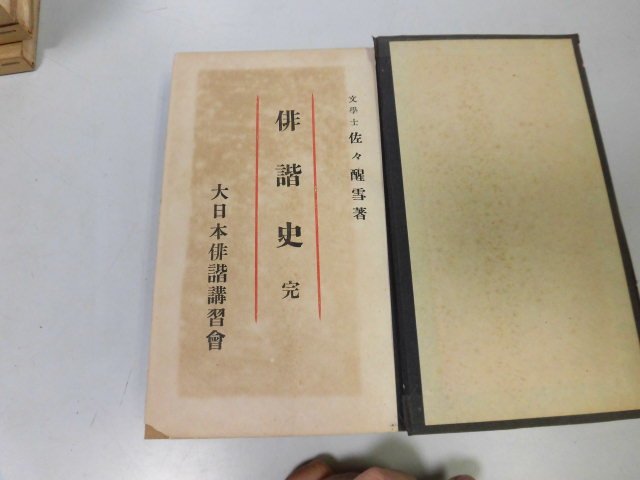 文學士 佐々醒雪著
俳諧史 完
大日本俳諧講習會